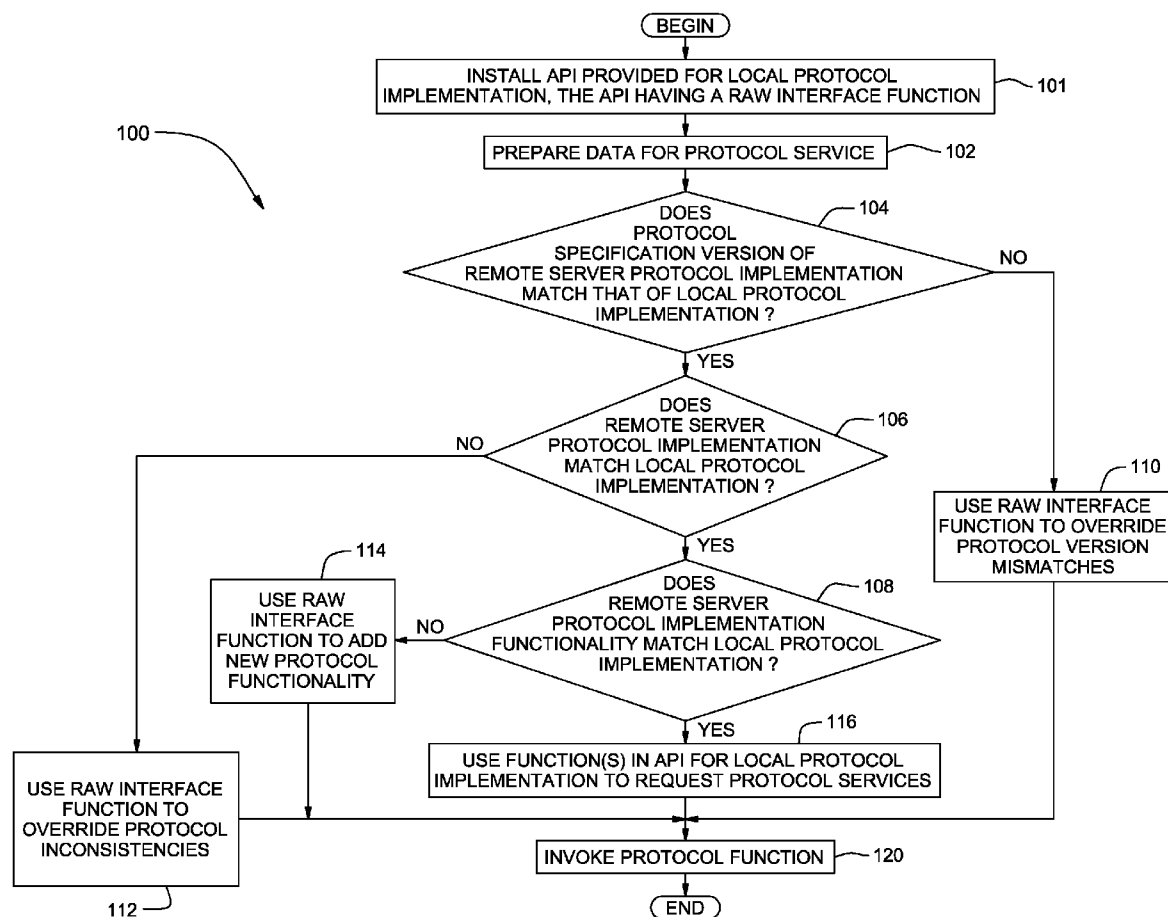 BEGIN
INSTALL API PROVIDED FOR LOCAL PROTOCOL
IMPLEMENTATION, THE API HAVING A RAW INTERFACE FUNCTION
101
100
PREPARE DATA FOR PROTOCOL SERVICE
102
104
DOES
PROTOCOL
SPECIFICATION VERSION OF
REMOTE SERVER PROTOCOL IMPLEMENTATION
MATCH THAT OF LOCAL PROTOCOL
IMPLEMENTATION ?
NO
YES
106
DOES
REMOTE SERVER
PROTOCOL IMPLEMENTATION
MATCH LOCAL PROTOCOL
IMPLEMENTATION ?
NO
110
USE RAW INTERFACE
FUNCTION TO OVERRIDE
PROTOCOL VERSION
MISMATCHES
YES
114
USE RAW
INTERFACE
FUNCTION TO ADD
NEW PROTOCOL
FUNCTIONALITY
NO
108
DOES
REMOTE SERVER
PROTOCOL IMPLEMENTATION
FUNCTIONALITY MATCH LOCAL PROTOCOL
IMPLEMENTATION ?
YES
116
USE FUNCTION(S) IN API FOR LOCAL PROTOCOL
IMPLEMENTATION TO REQUEST PROTOCOL SERVICES
USE RAW INTERFACE
FUNCTION TO
OVERRIDE PROTOCOL
INCONSISTENCIES
112
INVOKE PROTOCOL FUNCTION
120
END